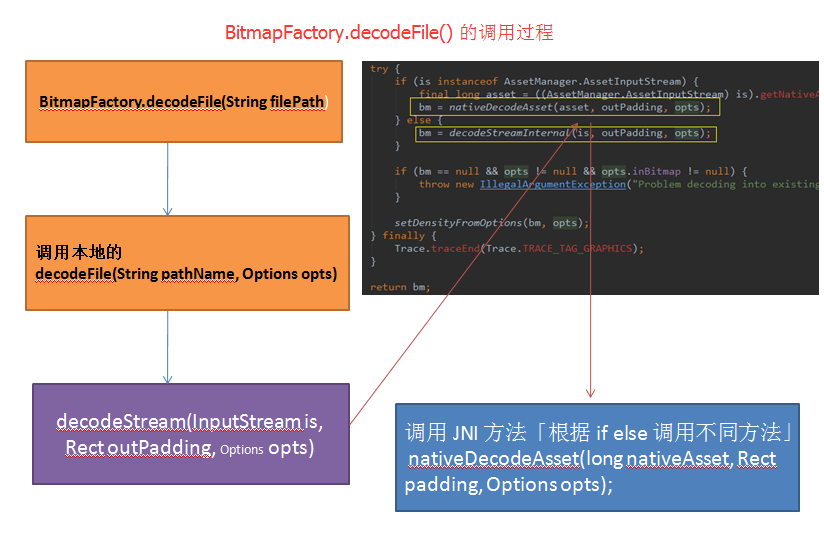 BitmapFactory.decodeFile() 的调用过程
BitmapFactory.decodeFile(String filePath)
调用本地的
decodeFile(String pathName, Options opts)
decodeStream(InputStream is,
Rect outPadding, Options opts)
try {
if (is instanceof AssetManager.AssetInputStream) {
final long asset = ((AssetManager.AssetInputStream) is).getNativeA
bm = nativeDecodeAsset(asset, outPadding, opts);
} else {
bm = decodeStreamInternal(is, outPadding, opts);
}
if (bm == null && opts != null && opts.inBitmap != null) {
throw new IllegalArgumentException("Problem decoding into existing
}
setDensityFromOptions(bm, opts);
} finally {
Trace.traceEnd(Trace.TRACE_TAG_GRAPHICS);
}
return bm;
调用 JNI 方法「根据 if else 调用不同方法」
nativeDecodeAsset(long nativeAsset, Rect
padding, Options opts);